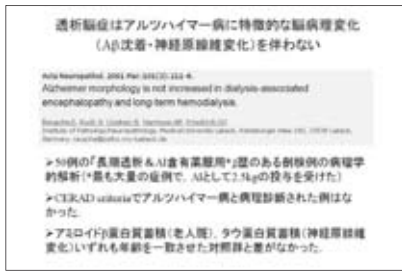 透析脳症はアルツハイマー病に特徴的な脳病理変化
（Aβ沈着・神経原線維変化）を伴わない
Acta Neuropathol. 2001 Mar;101(3):211-6.
Alzheimer morphology is not increased in dialysis-associated
encephalopathy and long-term hemodialysis.
Institute of Pathology/Neuropathology, Medical University
Germany.
➢50例の『長期透析＆Al含有薬服用*』歴のある剖検例の病理学
的解析（*最も大量の症例で、Alとして2.5kgの投与を受けた）
➢CERAD criteriaでアルツハイマー病と病理診断された例はな
かった.
➢アミロイドβ蛋白質蓄積（老人斑）、タウ蛋白質蓄積（神経原線維
変化）いずれも年齢を一致させた対照群と差がなかった.